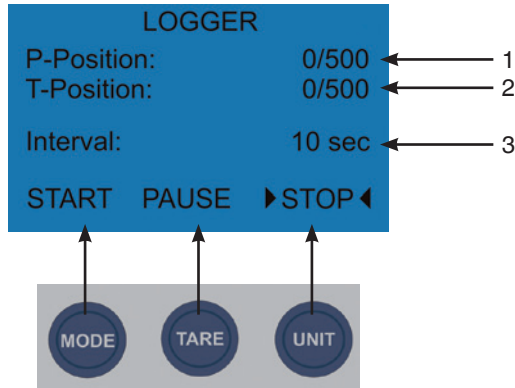 LOGGER
P-Position: 0/500 1
T-Position: 0/500 2
Interval: 10 sec 3
START PAUSE STOP
MODE TARE UNIT